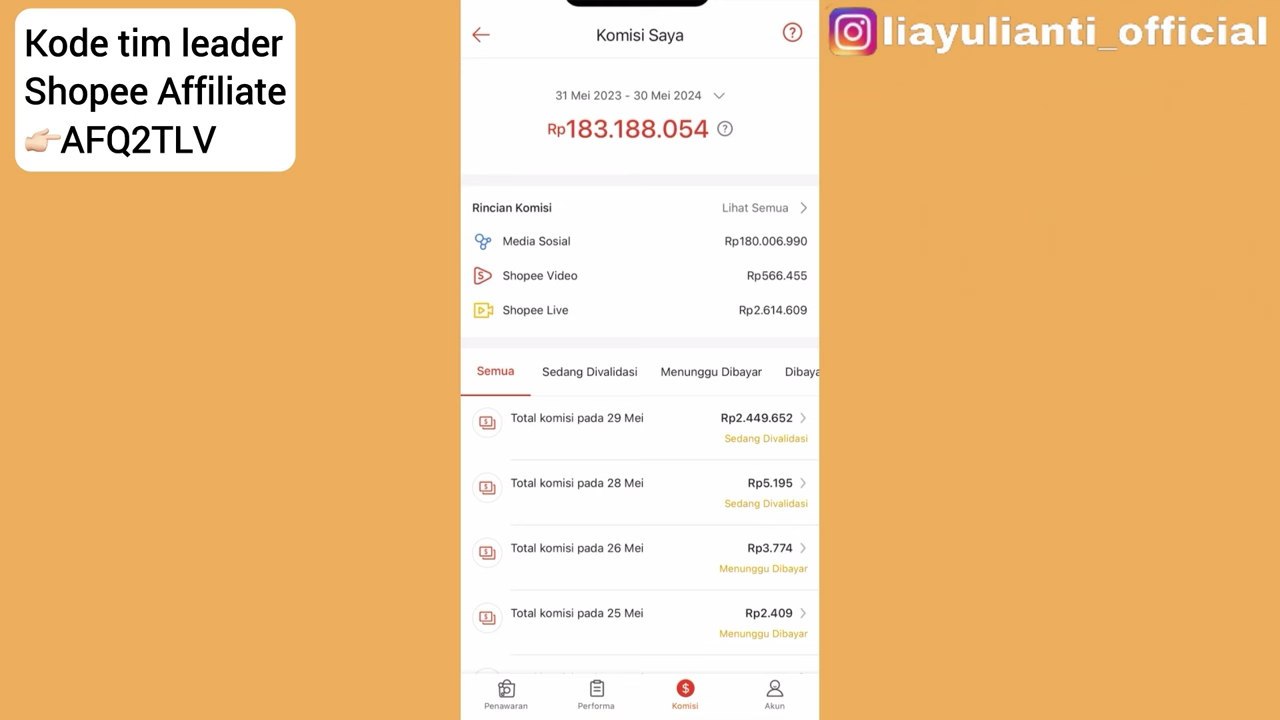 Kode tim leader
Shopee Affiliate
👉🏻AFQ2TLV
liayulianti_official
Komisi Saya
31 Mei 2023 - 30 Mei 2024
Rp183.188.054
Rincian Komisi Lihat Semua
Media Sosial Rp180.006.990
Shopee Video Rp566.455
Shopee Live Rp2.614.609
Semua Sedang Divalidasi Menunggu Dibayar Dibaya
Total komisi pada 29 Mei Rp2.449.652
Sedang Divalidasi
Total komisi pada 28 Mei Rp5.195
Sedang Divalidasi
Total komisi pada 26 Mei Rp3.774
Menunggu Dibayar
Total komisi pada 25 Mei Rp2.409
Menunggu Dibayar
Penawaran Performa Komisi Akun